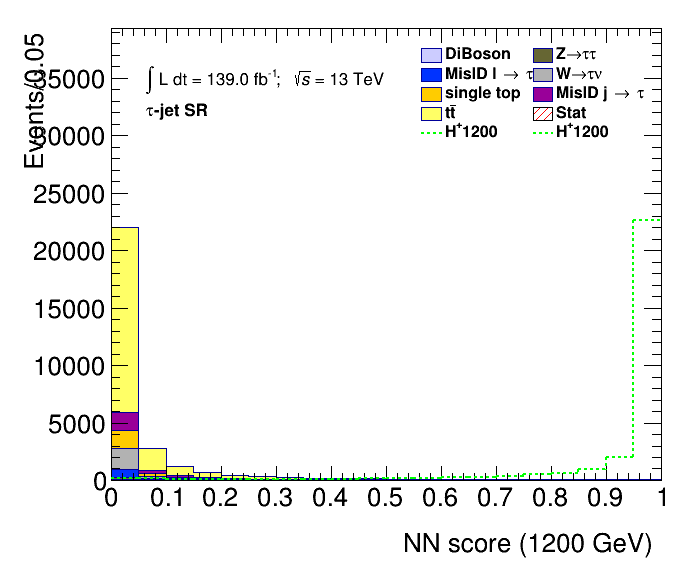 Events/0.05
35000
30000
25000
20000
15000
10000
5000
0
∫ L dt = 139.0 fb⁻¹; √s = 13 TeV
τ-jet SR
DiBoson
MisID l → τ
single top
tt̄
H⁺1200
Z→ττ
W→τν
MisID j → τ
Stat
H⁺1200
0 0.1 0.2 0.3 0.4 0.5 0.6 0.7 0.8 0.9 1
NN score (1200 GeV)